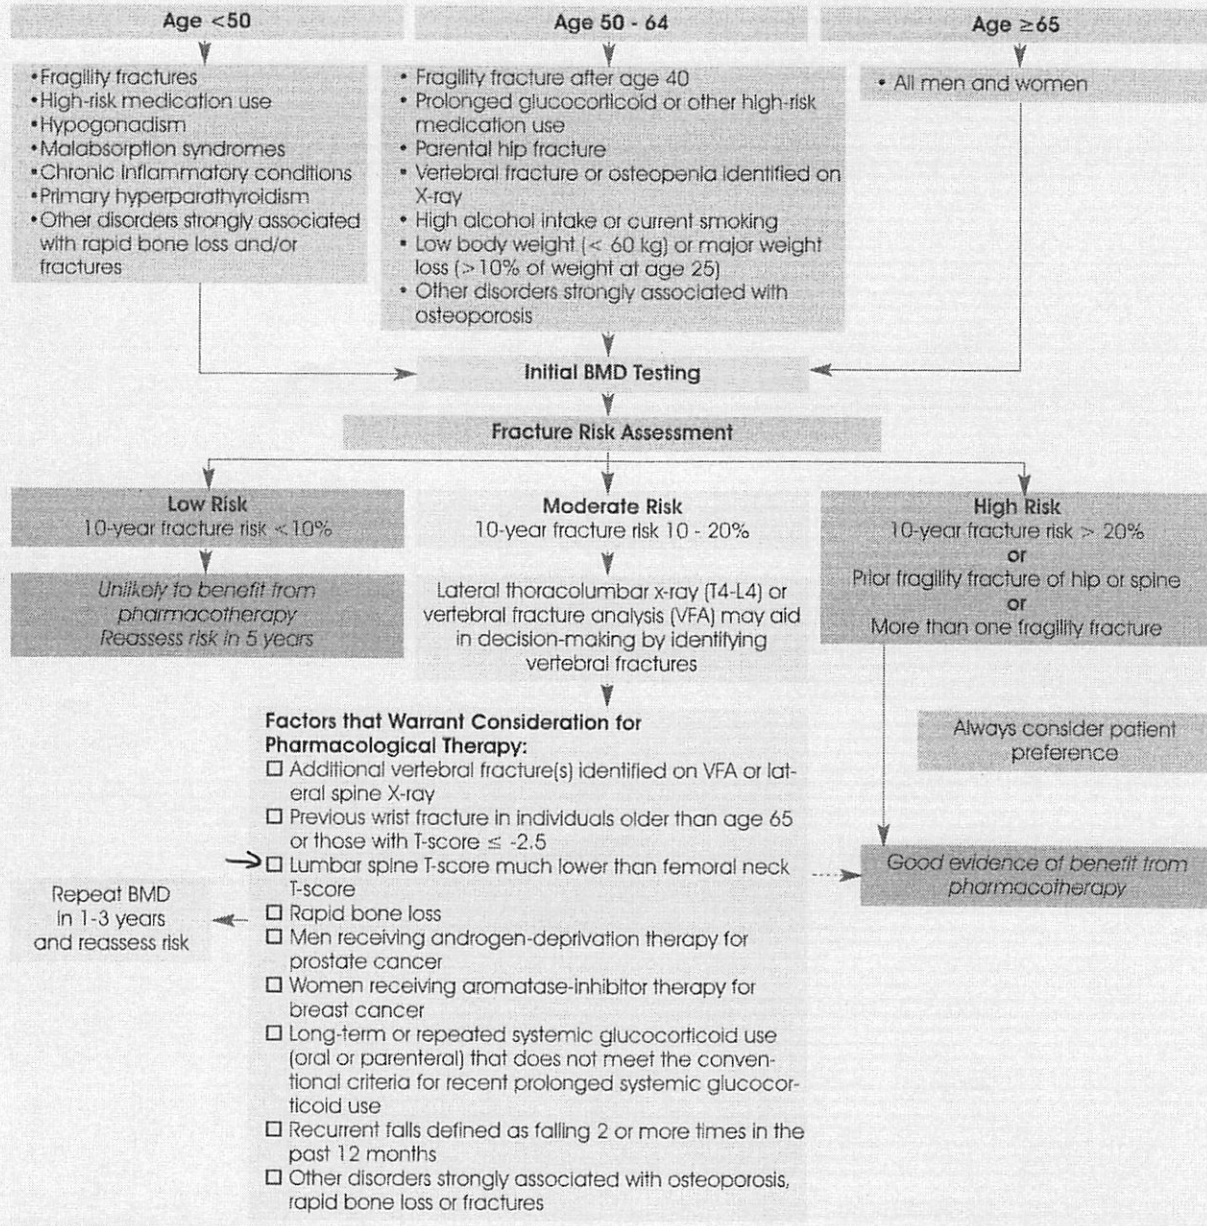 Age <50
• Fragility fractures
• High-risk medication use
• Hypogonadism
• Malabsorption syndromes
• Chronic inflammatory conditions
• Primary hyperparathyroidism
• Other disorders strongly associated
with rapid bone loss and/or
fractures
Age 50 - 64
• Fragility fracture after age 40
• Prolonged glucocorticoid or other high-risk
medication use
• Parental hip fracture
• Vertebral fracture or osteopenia identified on
X-ray
• High alcohol intake or current smoking
• Low body weight (< 60 kg) or major weight
loss (>10% of weight at age 25)
• Other disorders strongly associated with
osteoporosis
Age ≥65
• All men and women
Initial BMD Testing
Fracture Risk Assessment
Low Risk
10-year fracture risk <10%
Unlikely to benefit from
pharmacotherapy
Reassess risk in 5 years
Moderate Risk
10-year fracture risk 10 - 20%
Lateral thoracolumbar x-ray (T4-L4) or
vertebral fracture analysis (VFA) may aid
in decision-making by identifying
vertebral fractures
High Risk
10-year fracture risk > 20%
or
Prior fragility fracture of hip or spine
or
More than one fragility fracture
Always consider patient
preference
Good evidence of benefit from
pharmacotherapy
Factors that Warrant Consideration for
Pharmacological Therapy:
☐ Additional vertebral fracture(s) identified on VFA or lat-
eral spine X-ray
☐ Previous wrist fracture in individuals older than age 65
or those with T-score ≤ -2.5
☐ Lumbar spine T-score much lower than femoral neck
T-score
☐ Rapid bone loss
☐ Men receiving androgen-deprivation therapy for
prostate cancer
☐ Women receiving aromatase-inhibitor therapy for
breast cancer
☐ Long-term or repeated systemic glucocorticoid use
(oral or parenteral) that does not meet the conven-
tional criteria for recent prolonged systemic glucocor-
ticoid use
☐ Recurrent falls defined as falling 2 or more times in the
past 12 months
☐ Other disorders strongly associated with osteoporosis,
rapid bone loss or fractures
Repeat BMD
in 1-3 years
and reassess risk